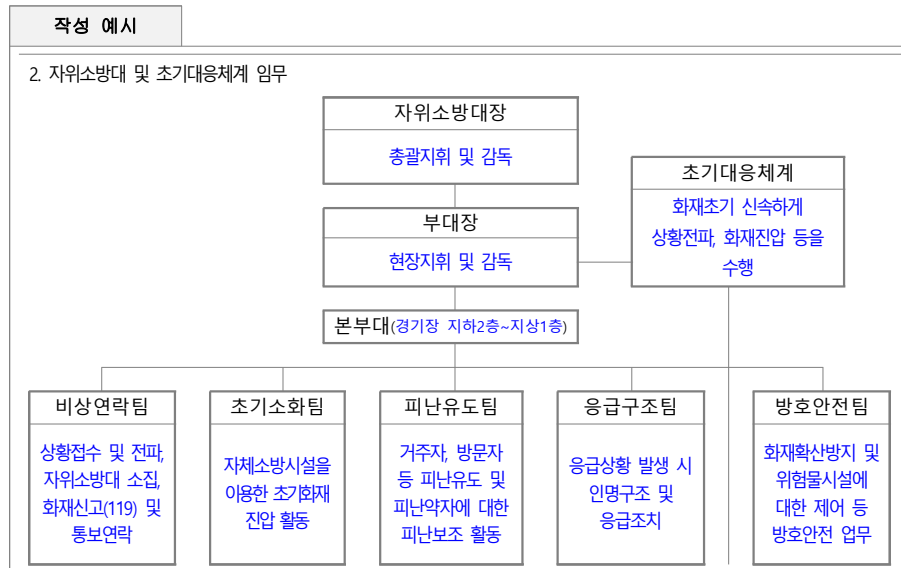 작성 예시
2. 자위소방대 및 초기대응체계 임무
자위소방대장
총괄지휘 및 감독
초기대응체계
화재초기 신속하게
상황전파, 화재진압 등을
수행
부대장
현장지휘 및 감독
본부대(경기장 지하2층~지상1층)
비상연락팀
상황접수 및 전파,
자위소방대 소집,
화재신고(119) 및
통보연락
초기소화팀
자체소방시설을
이용한 초기화재
진압 활동
피난유도팀
거주자, 방문자
등 피난유도 및
피난약자에 대한
피난보조 활동
응급구조팀
응급상황 발생 시
인명구조 및
응급조치
방호안전팀
화재확산방지 및
위험물시설에
대한 제어 등
방호안전 업무